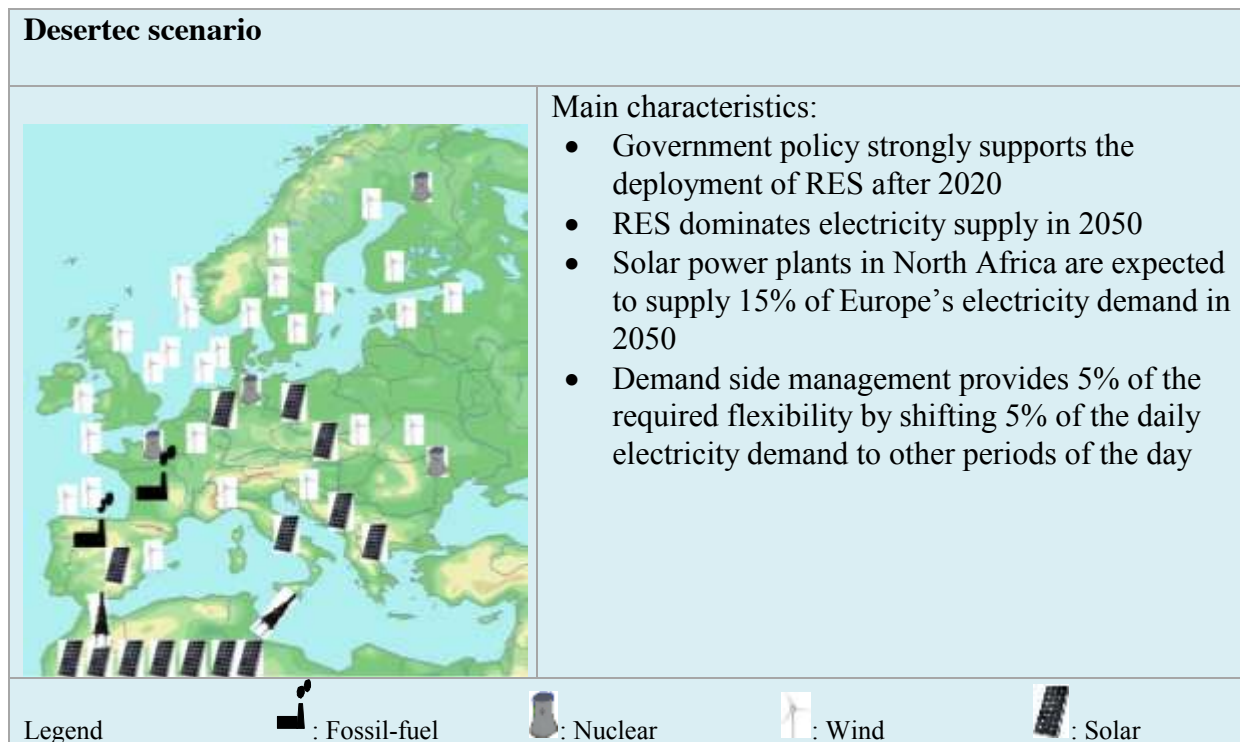 Desertec scenario
Main characteristics:
• Government policy strongly supports the
deployment of RES after 2020
• RES dominates electricity supply in 2050
• Solar power plants in North Africa are expected
to supply 15% of Europe’s electricity demand in
2050
• Demand side management provides 5% of the
required flexibility by shifting 5% of the daily
electricity demand to other periods of the day
Legend : Fossil-fuel : Nuclear : Wind : Solar